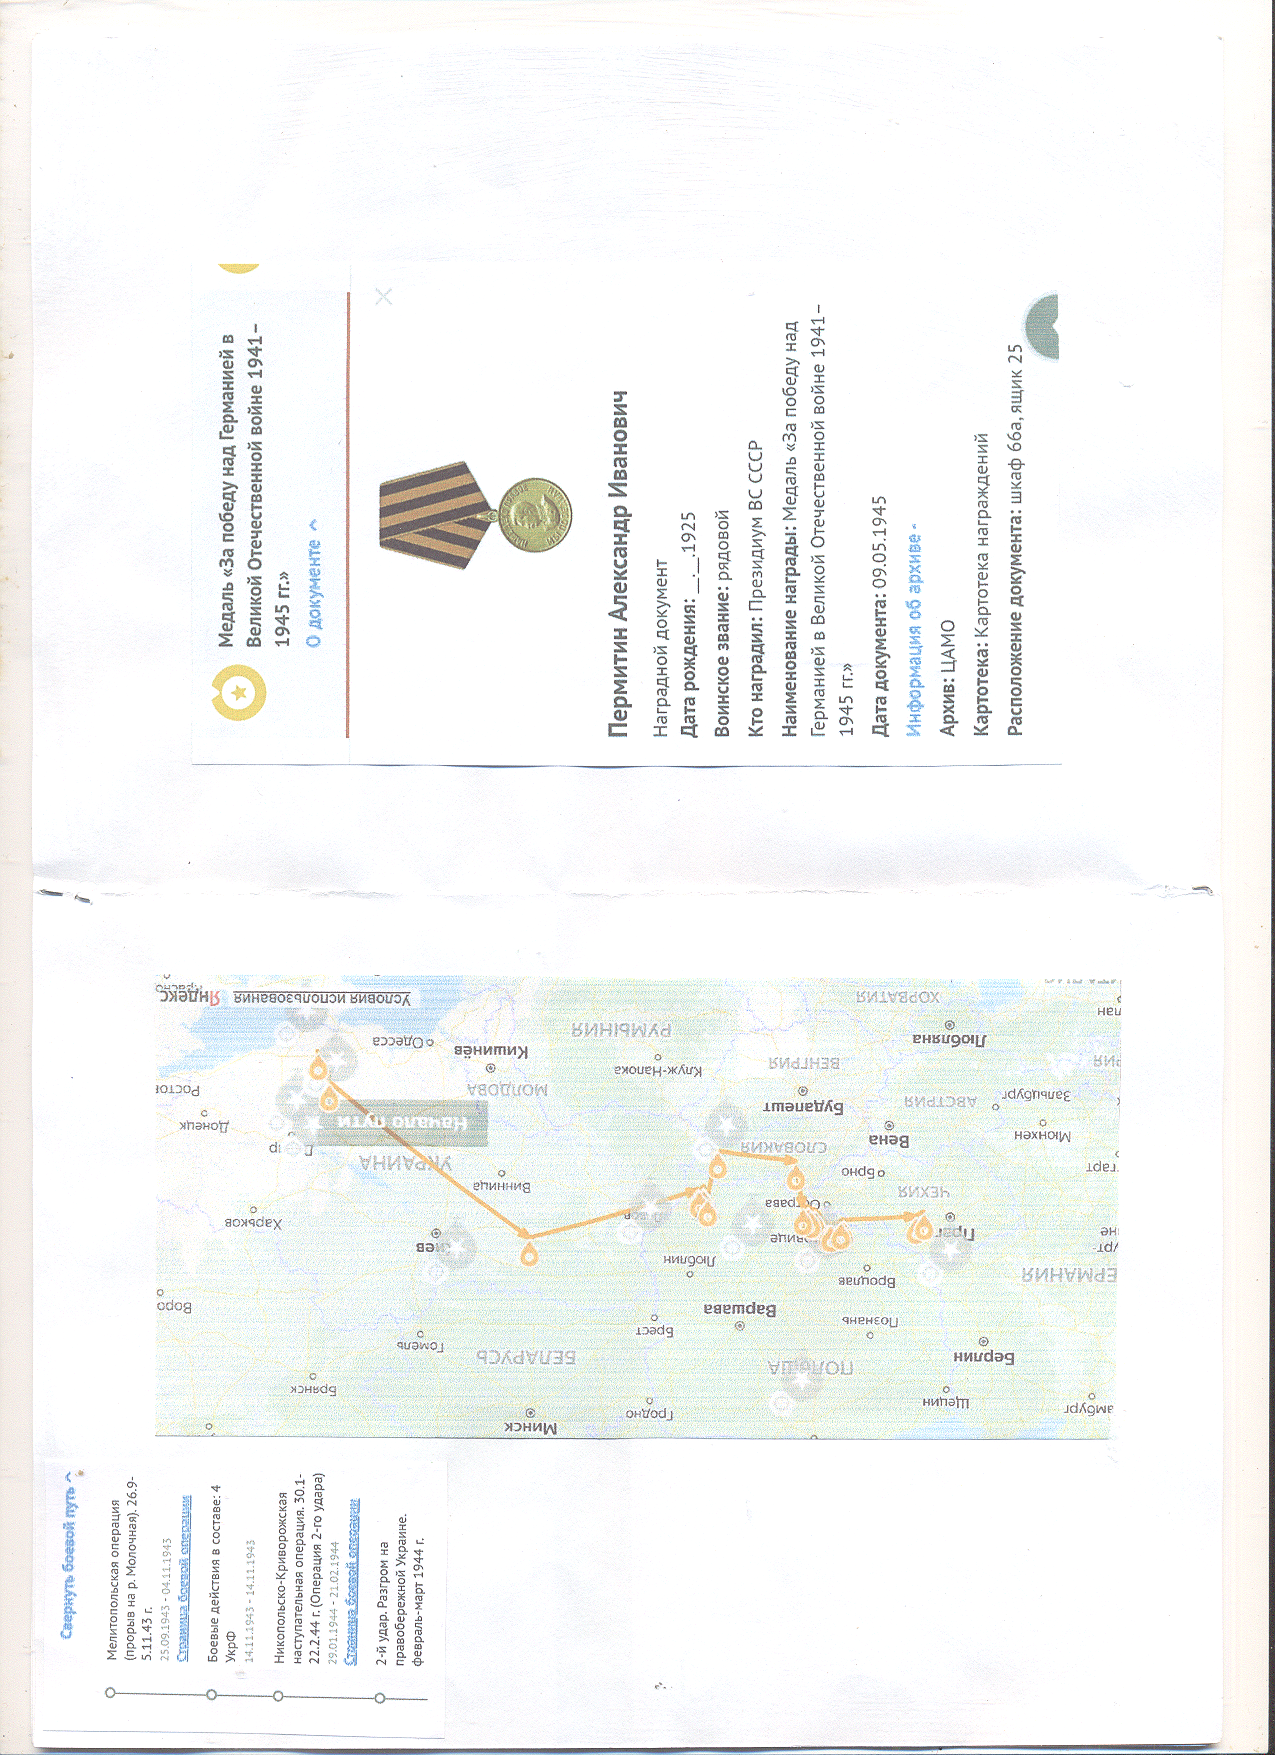 Медаль «За победу над Германией в
Великой Отечественной войне 1941–
1945 гг.»
О документе
Пермитин Александр Иванович
Наградной документ
Дата рождения: __.__.1925
Воинское звание: рядовой
Кто наградил: Президиум ВС СССР
Наименование награды: Медаль «За победу над
Германией в Великой Отечественной войне 1941–
1945 гг.»
Дата документа: 09.05.1945
Информация об архиве -
Архив: ЦАМО
Картотека: Картотека награждений
Расположение документа: шкаф 66а, ящик 25
Свернуть боевой путь
Мелитопольская операция
(прорыв на р. Молочная). 26.9-
5.11.43 г.
25.09.1943 - 04.11.1943
Страница боевой операции
Боевые действия в составе: 4
УкрФ
14.11.1943 - 14.11.1943
Никопольско-Криворожская
наступательная операция. 30.1-
22.2.44 г. (Операция 2-го удара)
29.01.1944 - 21.02.1944
Страница боевой операции
2-й удар. Разгром на
правобережной Украине.
февраль-март 1944 г.
амбург
Щецин
Гродно
Минск
Брянск
Берлин
ПОЛЬША
БЕЛАРУСЬ
Гомель
Познань
Варшава
Брест
Воро
ЕРМАНИЯ
Вроцлав
Люблин
Киев
Харьков
Прага
ЧЕХИЯ
Острава
Брно
Винница
УКРАИНА
Мюнхен
Вена
СЛОВАКИЯ
Начало пути
Донецк
Зальцбург
АВСТРИЯ
Будапешт
ВЕНГРИЯ
МОЛДОВА
Ростов
Клуж-Напока
Кишинёв
Одесса
Любляна
РУМЫНИЯ
ХОРВАТИЯ
Условия использования
Яндекс